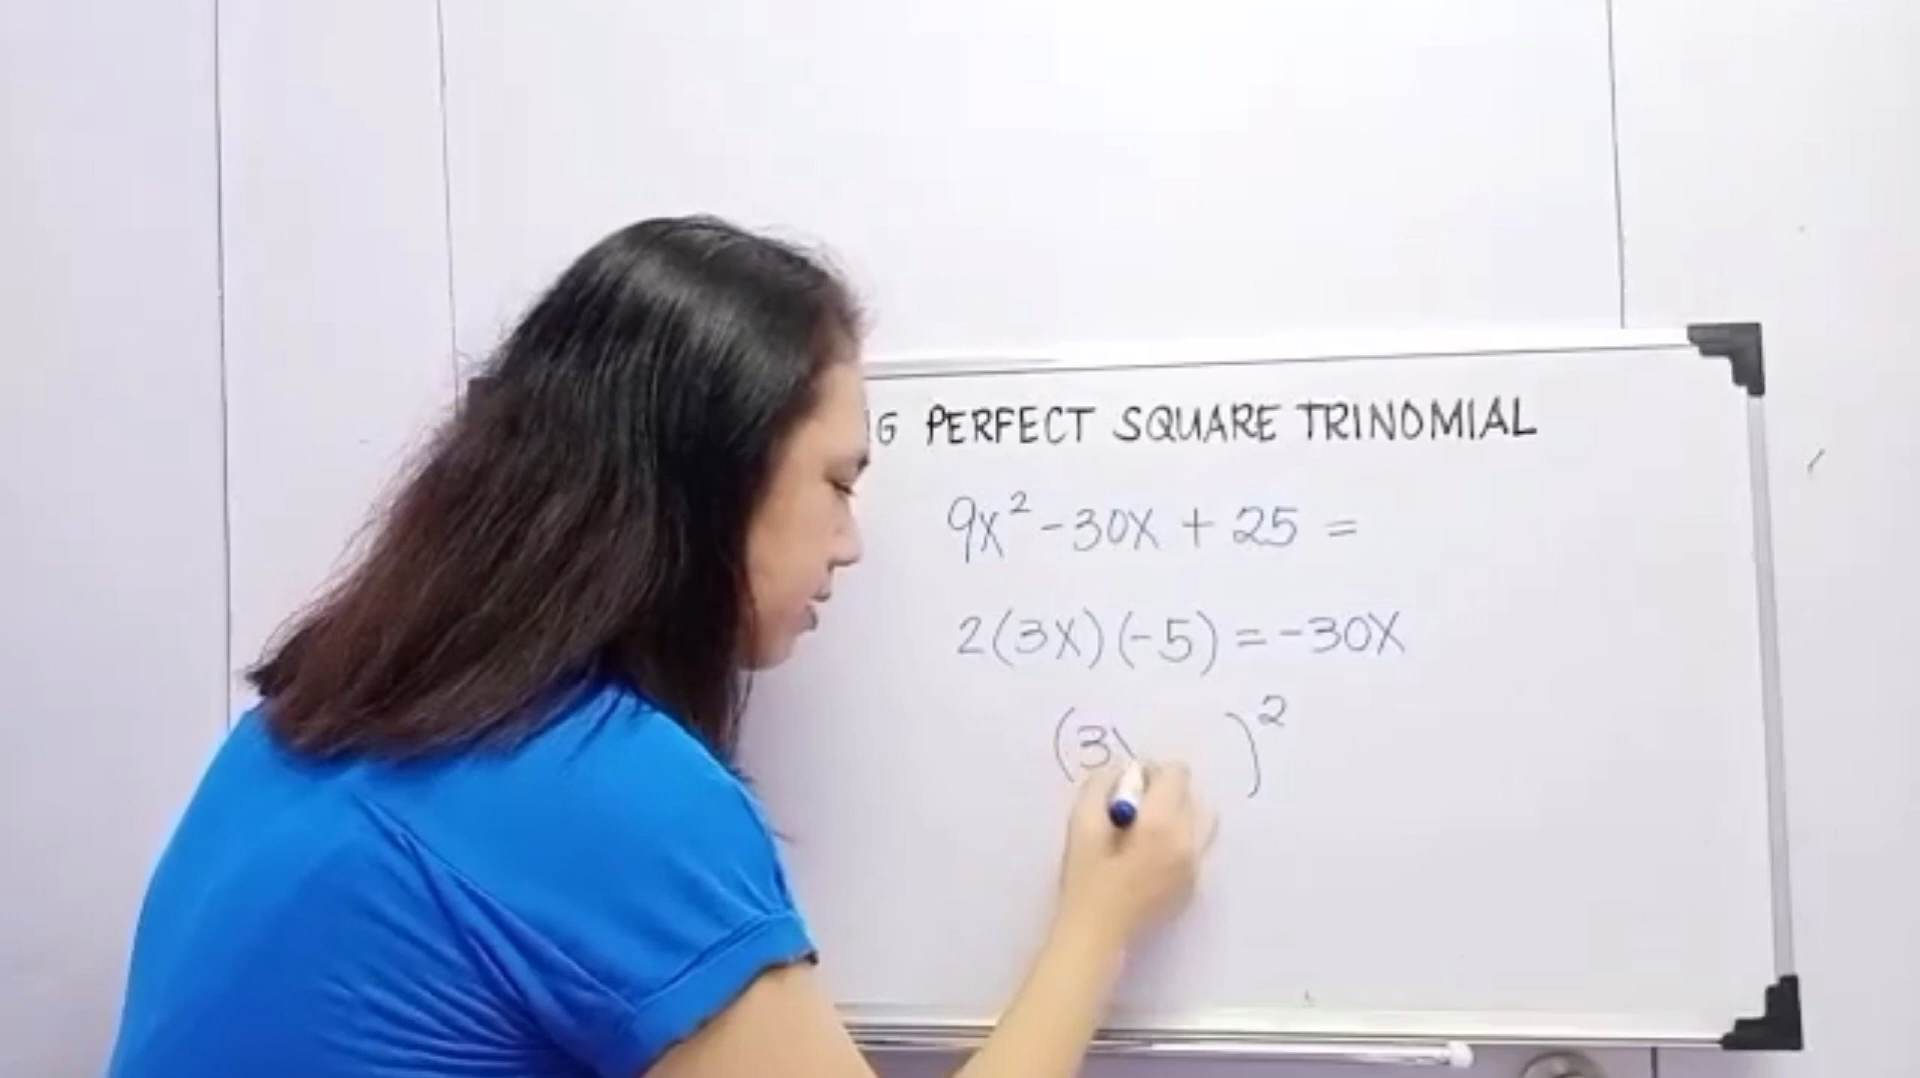 G PERFECT SQUARE TRINOMIAL
9x² - 30x + 25 =
2(3x)(-5) = -30x
(3 )²